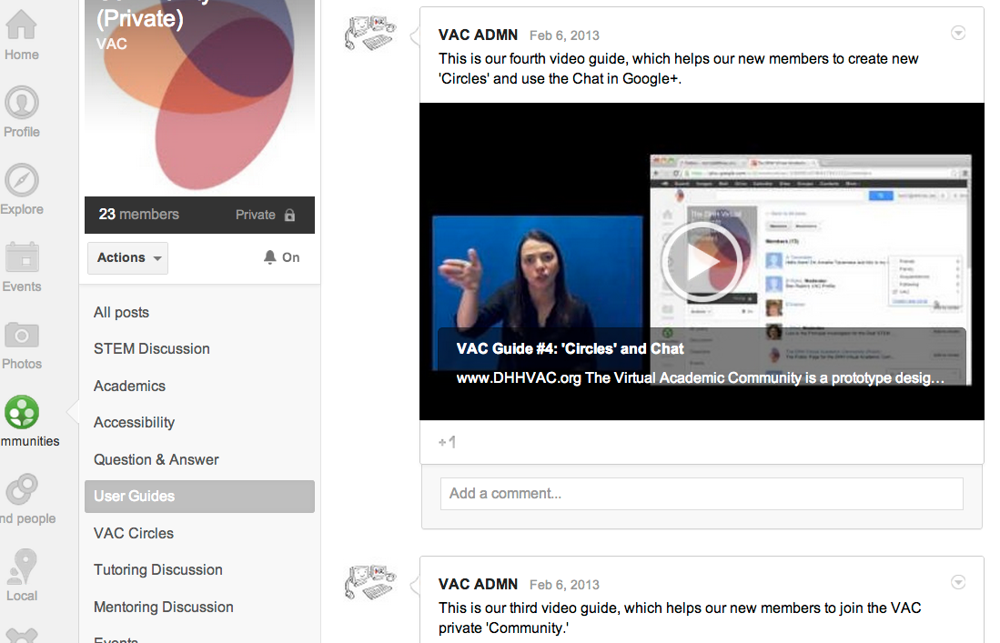 Home
Profile
Explore
Events
Photos
mmunities
nd people
Local
(Private)
VAC
23 members
Private
Actions
On
All posts
STEM Discussion
Academics
Accessibility
Question & Answer
User Guides
VAC Circles
Tutoring Discussion
Mentoring Discussion
Events
VAC ADMN Feb 6, 2013
This is our fourth video guide, which helps our new members to create new
'Circles' and use the Chat in Google+.
VAC Guide #4: 'Circles' and Chat
www.DHHVAC.org The Virtual Academic Community is a prototype desig...
+1
Add a comment...
VAC ADMN Feb 6, 2013
This is our third video guide, which helps our new members to join the VAC
private 'Community.'